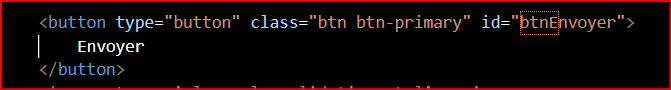 <button type="button" class="btn btn-primary" id="btnEnvoyer">
Envoyer
</button>